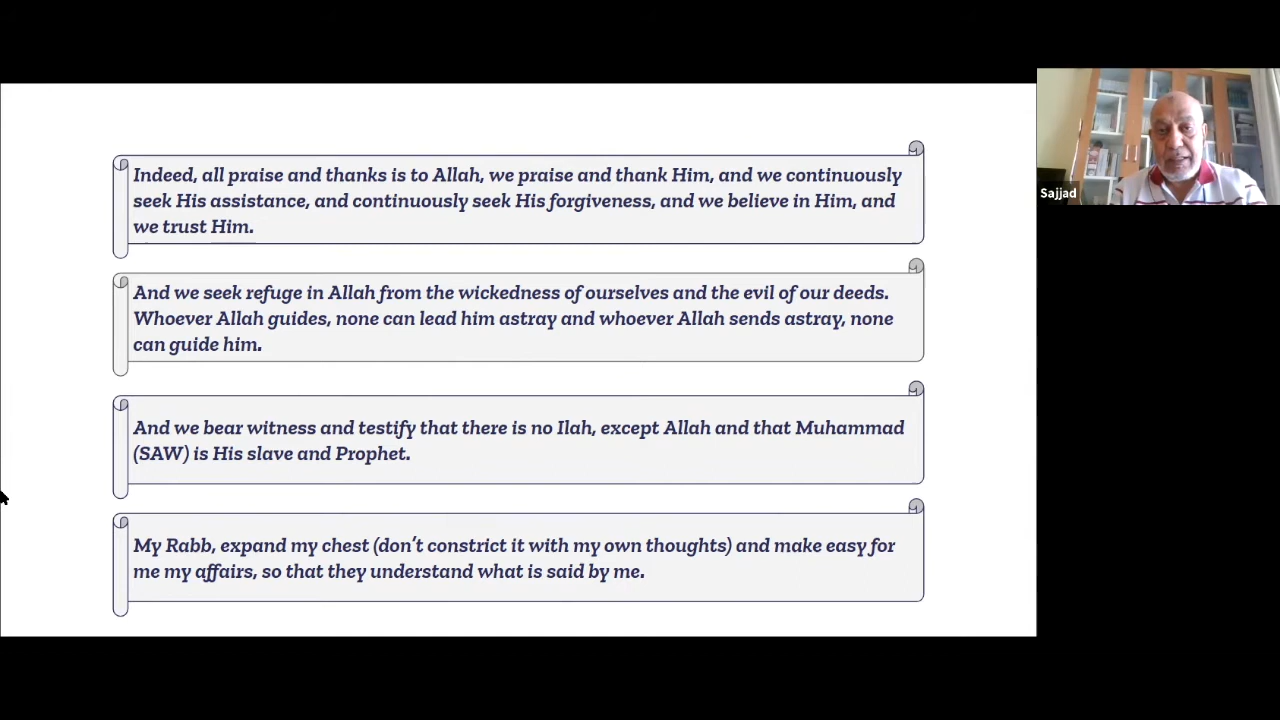 Indeed, all praise and thanks is to Allah, we praise and thank Him, and we continuously
seek His assistance, and continuously seek His forgiveness, and we believe in Him, and
we trust Him.
And we seek refuge in Allah from the wickedness of ourselves and the evil of our deeds.
Whoever Allah guides, none can lead him astray and whoever Allah sends astray, none
can guide him.
And we bear witness and testify that there is no Ilah, except Allah and that Muhammad
(SAW) is His slave and Prophet.
My Rabb, expand my chest (don't constrict it with my own thoughts) and make easy for
me my affairs, so that they understand what is said by me.
Sajjad